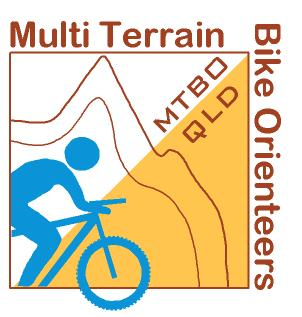 Multi Terrain
Bike Orienteers
MTBO
QLD